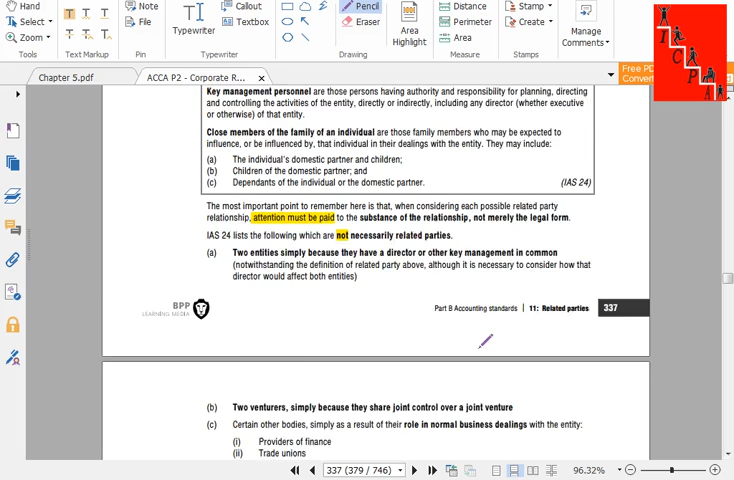 Hand
Select
Zoom
Tools
Text Markup
Note
File
Pencil
Callout
Textbox
Typewriter
Typewriter
Pencil
Eraser
Drawing
Area
Highlight
Distance
Perimeter
Area
Measure
Stamp
Create
Stamps
Manage
Comments
Free PD
Convert
I
C
P
A
Chapter 5.pdf
ACCA P2 - Corporate R...
Key management personnel are those persons having authority and responsibility for planning, directing
and controlling the activities of the entity, directly or indirectly, including any director (whether executive
or otherwise) of that entity.
Close members of the family of an individual are those family members who may be expected to
influence, or be influenced by, that individual in their dealings with the entity. They may include:
(a) The individual's domestic partner and children;
(b) Children of the domestic partner; and
(c) Dependants of the individual or the domestic partner. (IAS 24)
The most important point to remember here is that, when considering each possible related party
relationship, attention must be paid to the substance of the relationship, not merely the legal form.
IAS 24 lists the following which are not necessarily related parties.
(a) Two entities simply because they have a director or other key management in common
(notwithstanding the definition of related party above, although it is necessary to consider how that
director would affect both entities)
BPP
LEARNING MEDIA
Part B Accounting standards | 11: Related parties 337
(b) Two venturers, simply because they share joint control over a joint venture
(c) Certain other bodies, simply as a result of their role in normal business dealings with the entity:
(i) Providers of finance
(ii) Trade unions
337 (379 / 746)
96.32%